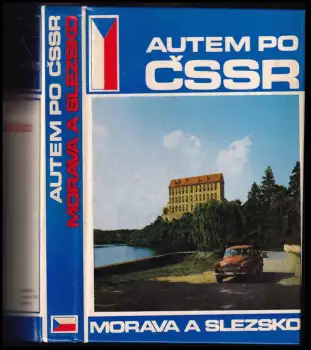 AUTEM PO ČSSR
MORAVA A SLEZSKO
AUTEM PO
ČSSR
MORAVA A SLEZSKO